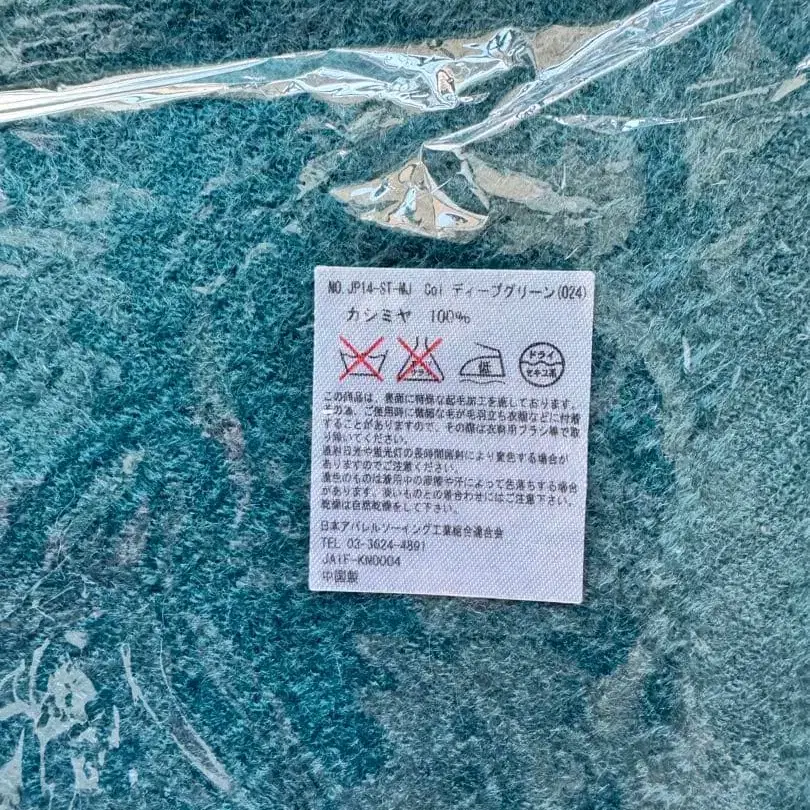 NO.JP14-ST-MJ Col ディープグリーン(024)
カシミヤ 100%
低
ドライ
セキユ系
この商品は、表面に特殊な起毛加工を施しております。
その為、ご使用時に微細な毛が毛羽立ち衣類などに付着
することがありますので、その際は衣料用ブラシ等で取
り除いてください。
直射日光や蛍光灯の長時間照射により変色する場合が
ありますのでご注意ください。
濃色のものは着用中の摩擦や汗によって色落ちする場合
があります。淡いものとの着合わせにはご注意下さい。
乾燥は自然乾燥をして下さい。
日本アパレルソーイング工業組合連合会
TEL 03-3624-4891
JAIF-KN0004
中国製